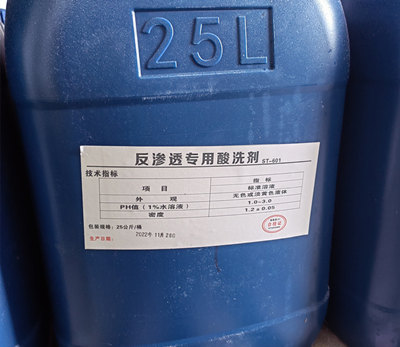 25L
反渗透专用酸洗剂 ST-601
技术指标
项目 指标
标准溶液
外观 无色或淡黄色液体
PH值（1%水溶液） 1.0-3.0
密度 1.2±0.05
包装规格：25公斤/桶
生产日期： 2022年11月28日
合格证